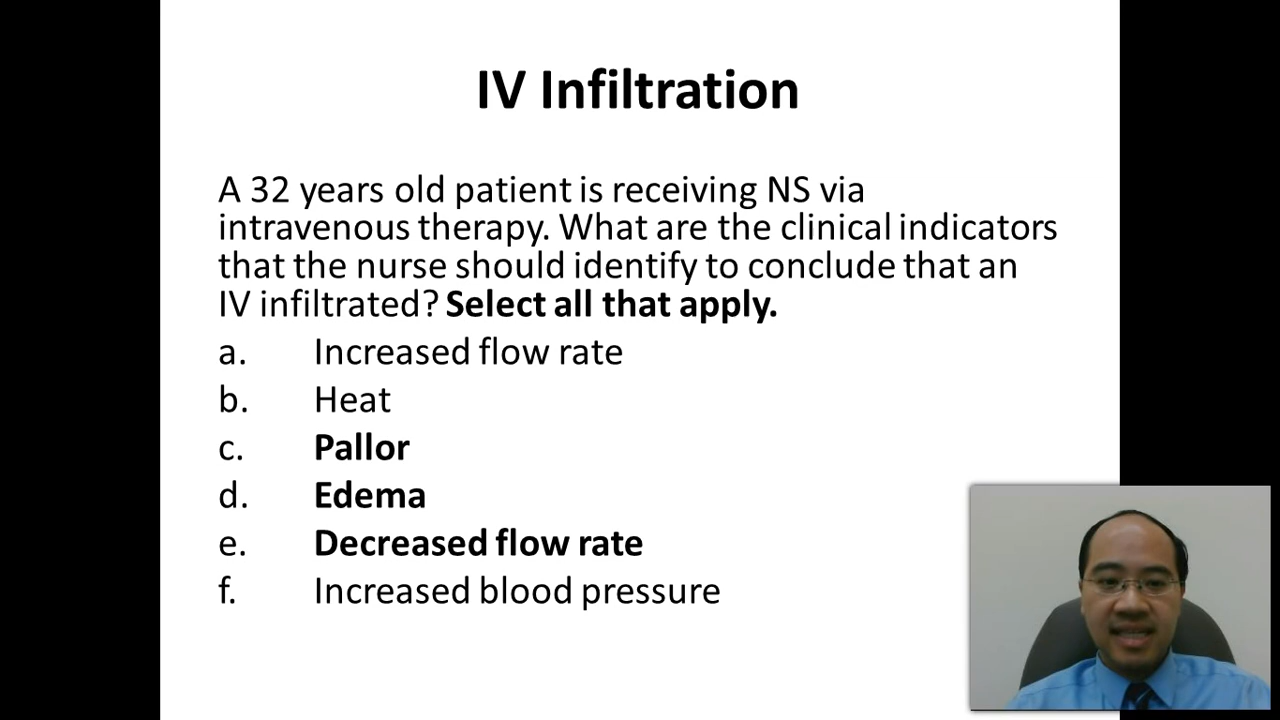 IV Infiltration
A 32 years old patient is receiving NS via
intravenous therapy. What are the clinical indicators
that the nurse should identify to conclude that an
IV infiltrated? Select all that apply.
a. Increased flow rate
b. Heat
c. Pallor
d. Edema
e. Decreased flow rate
f. Increased blood pressure